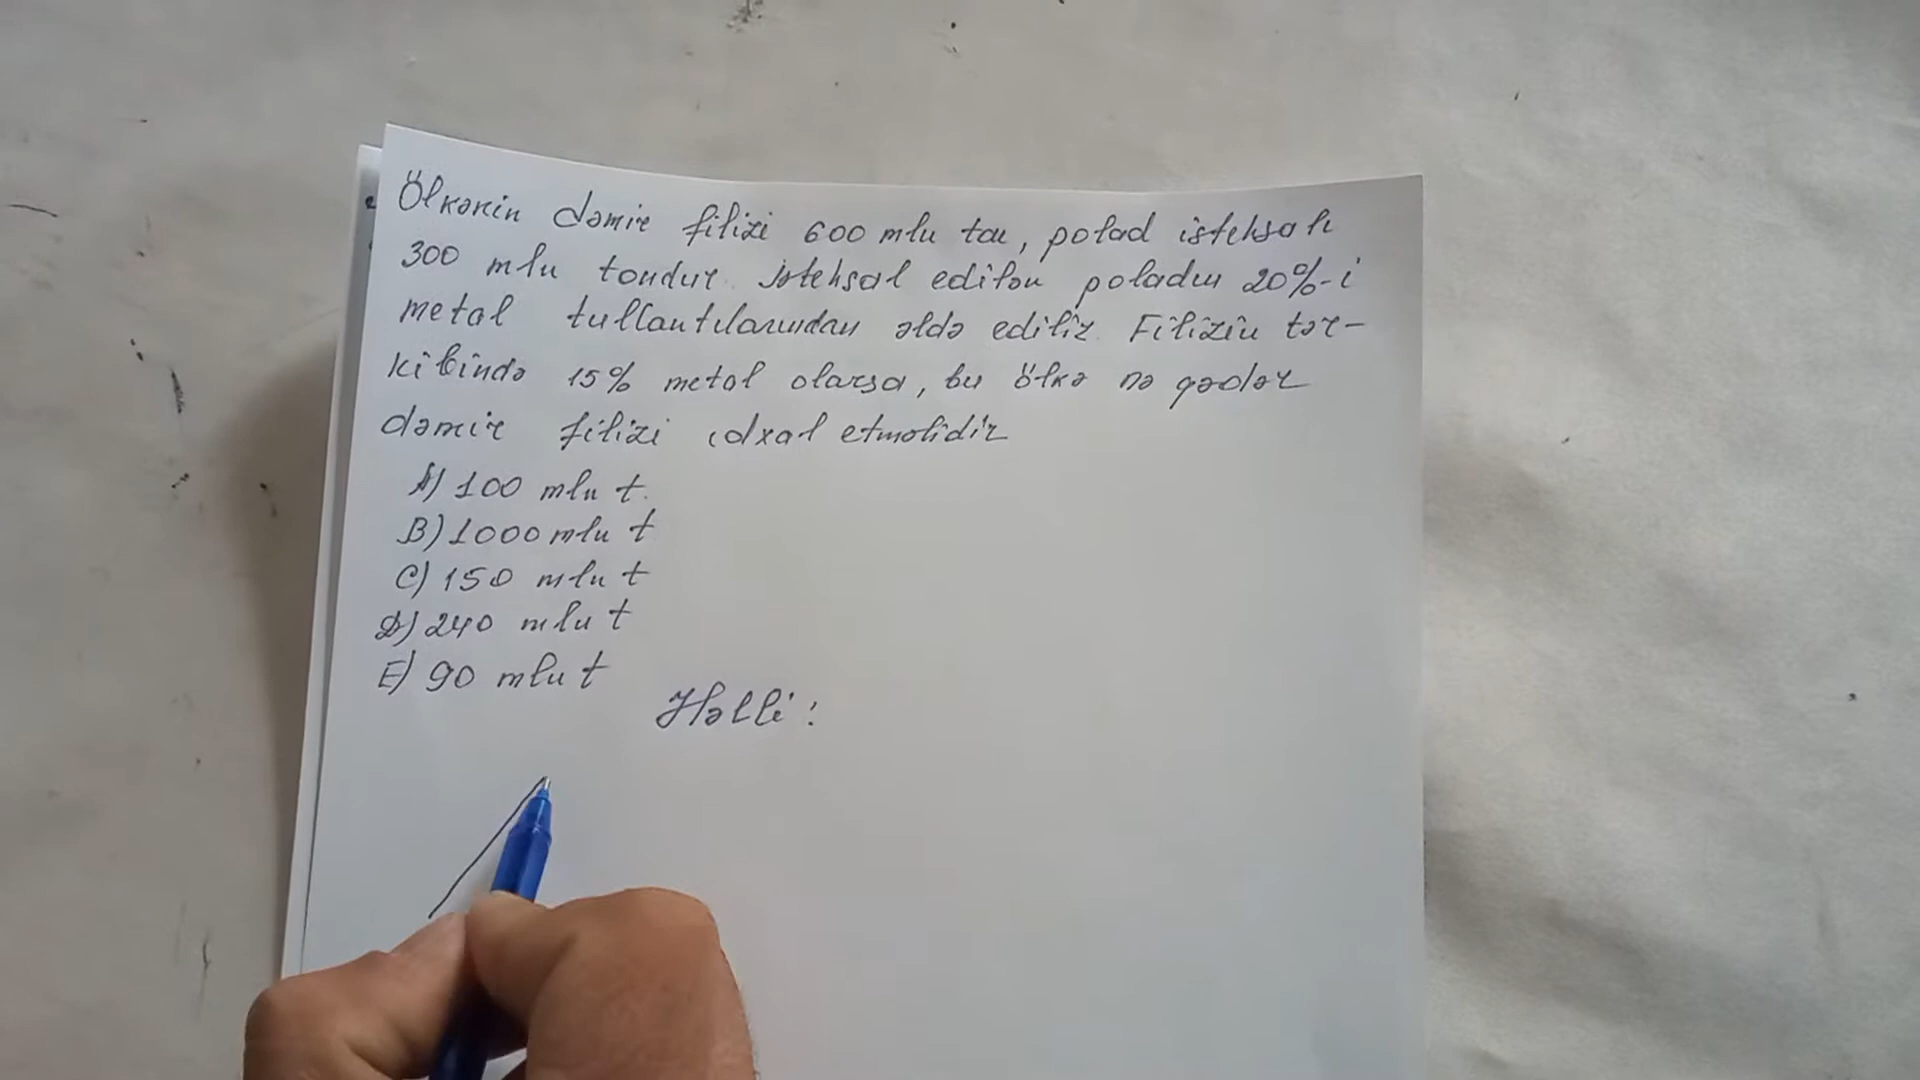 Ölkənin dəmir filizi 600 mln ton, polad istehsalı
300 mln tondur. İstehsal edilən poladın 20%-i
metal tullantılarından əldə edilir. Filizin tər-
kibində 15% metal olarsa, bu ölkə nə qədər
dəmir filizi idxal etməlidir
A) 100 mln t.
B) 1000 mln t
C) 150 mln t
D) 240 mln t
E) 90 mln t
Həlli: